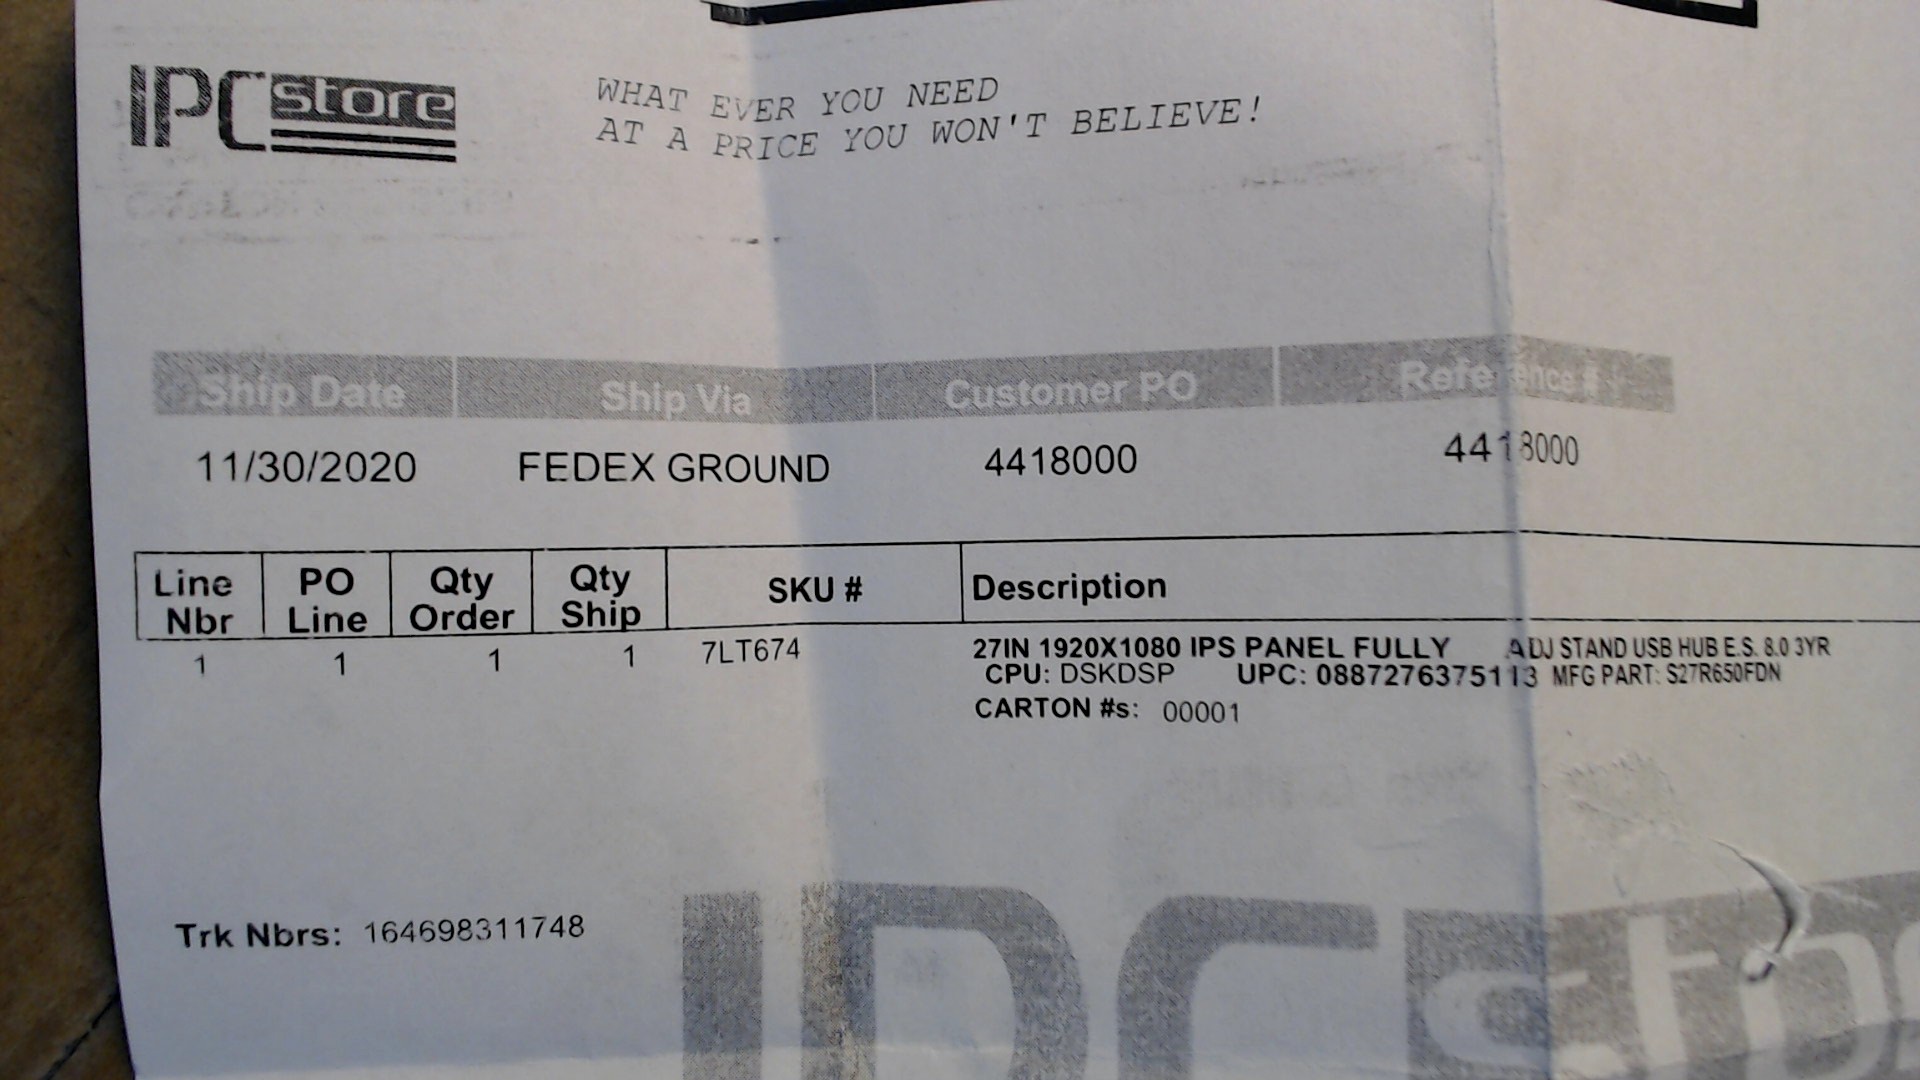 IPCstore
WHAT EVER YOU NEED
AT A PRICE YOU WON'T BELIEVE!
Ship Date Ship Via Customer PO Reference #
11/30/2020 FEDEX GROUND 4418000 4418000
Line Nbr PO Line Qty Order Qty Ship SKU # Description
1 1 1 1 7LT674 27IN 1920X1080 IPS PANEL FULLY ADJ STAND USB HUB E.S. 8.0 3YR
CPU: DSKDSP UPC: 0887276375113 MFG PART: S27R650FDN
CARTON #s: 00001
Trk Nbrs: 164698311748
IPCsto